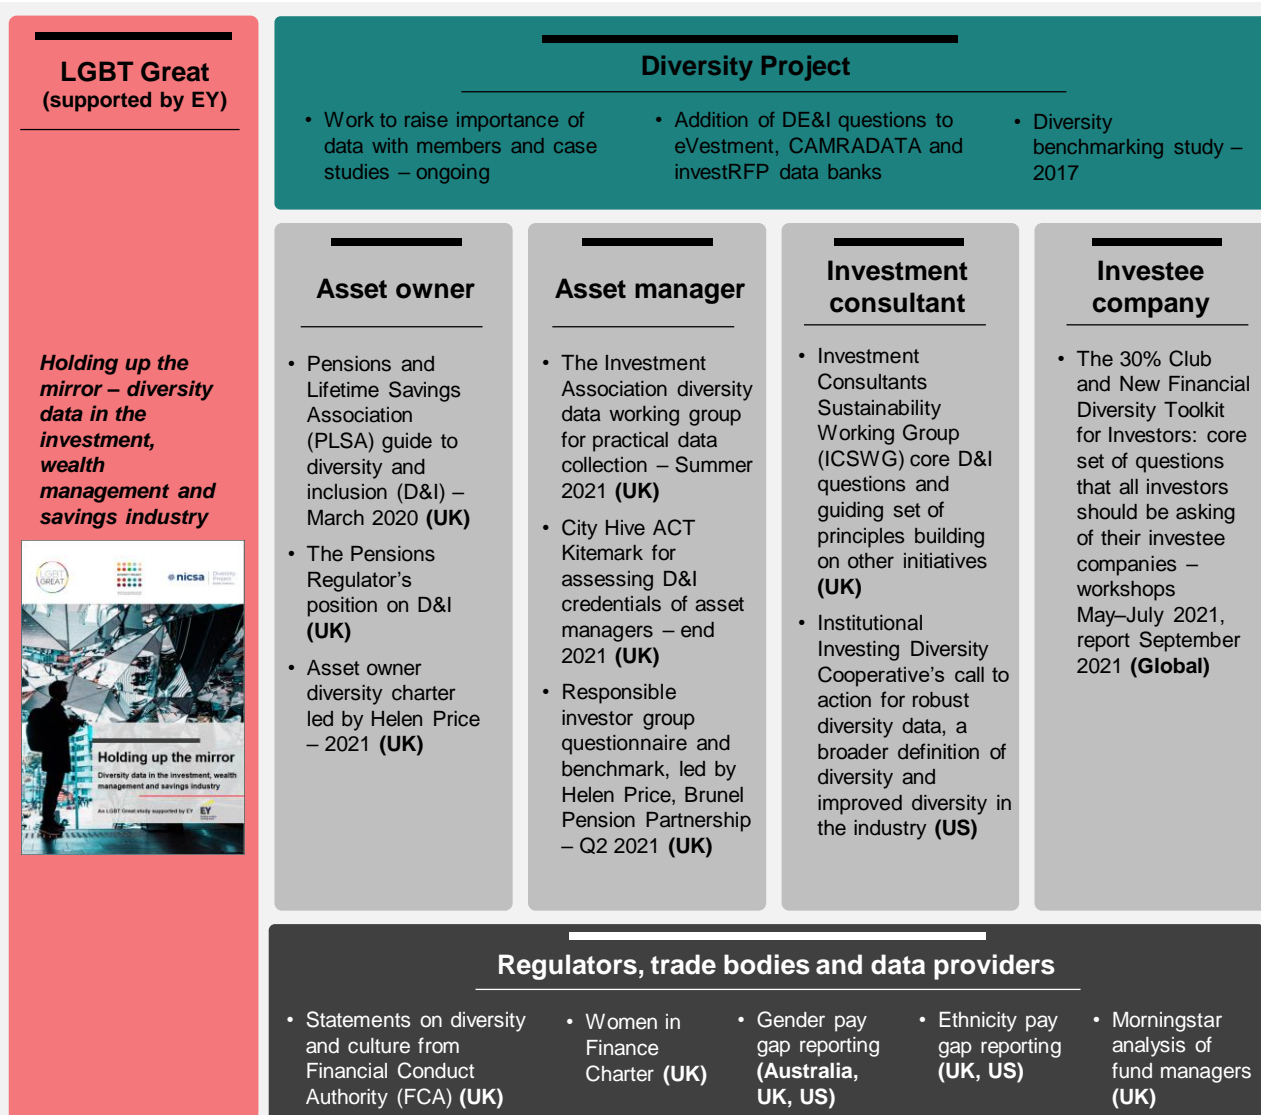 LGBT Great
(supported by EY)
Holding up the
mirror – diversity
data in the
investment,
wealth
management and
savings industry
LGBT
GREAT
nicsa
Diversity
Project
Holding up the mirror
Diversity data in the investment, wealth
management and savings industry
An LGBT Great study supported by EY
EY
Diversity Project
• Work to raise importance of
data with members and case
studies – ongoing
• Addition of DE&I questions to
eVestment, CAMRADATA and
investRFP data banks
• Diversity
benchmarking study –
2017
Asset owner
• Pensions and
Lifetime Savings
Association
(PLSA) guide to
diversity and
inclusion (D&I) –
March 2020 (UK)
• The Pensions
Regulator's
position on D&I
(UK)
• Asset owner
diversity charter
led by Helen Price
– 2021 (UK)
Asset manager
• The Investment
Association diversity
data working group
for practical data
collection – Summer
2021 (UK)
• City Hive ACT
Kitemark for
assessing D&I
credentials of asset
managers – end
2021 (UK)
• Responsible
investor group
questionnaire and
benchmark, led by
Helen Price, Brunel
Pension Partnership
– Q2 2021 (UK)
Investment
consultant
• Investment
Consultants
Sustainability
Working Group
(ICSWG) core D&I
questions and
guiding set of
principles building
on other initiatives
(UK)
• Institutional
Investing Diversity
Cooperative's call to
action for robust
diversity data, a
broader definition of
diversity and
improved diversity in
the industry (US)
Investee
company
• The 30% Club
and New Financial
Diversity Toolkit
for Investors: core
set of questions
that all investors
should be asking
of their investee
companies –
workshops
May–July 2021,
report September
2021 (Global)
Regulators, trade bodies and data providers
• Statements on diversity
and culture from
Financial Conduct
Authority (FCA) (UK)
• Women in
Finance
Charter (UK)
• Gender pay
gap reporting
(Australia,
UK, US)
• Ethnicity pay
gap reporting
(UK, US)
• Morningstar
analysis of
fund managers
(UK)